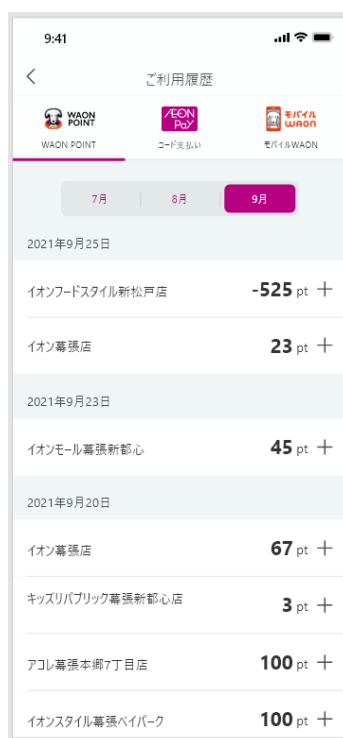 9:41
ご利用履歴
WAON POINT
AEON Pay
モバイル WAON
WAON POINT
コード支払い
モバイルWAON
7月
8月
9月
2021年9月25日
イオンフードスタイル新松戸店
-525 pt
イオン幕張店
23 pt
2021年9月23日
イオンモール幕張新都心
45 pt
2021年9月20日
イオン幕張店
67 pt
キッズリパブリック幕張新都心店
3 pt
アコレ幕張本郷7丁目店
100 pt
イオンスタイル幕張ベイパーク
100 pt